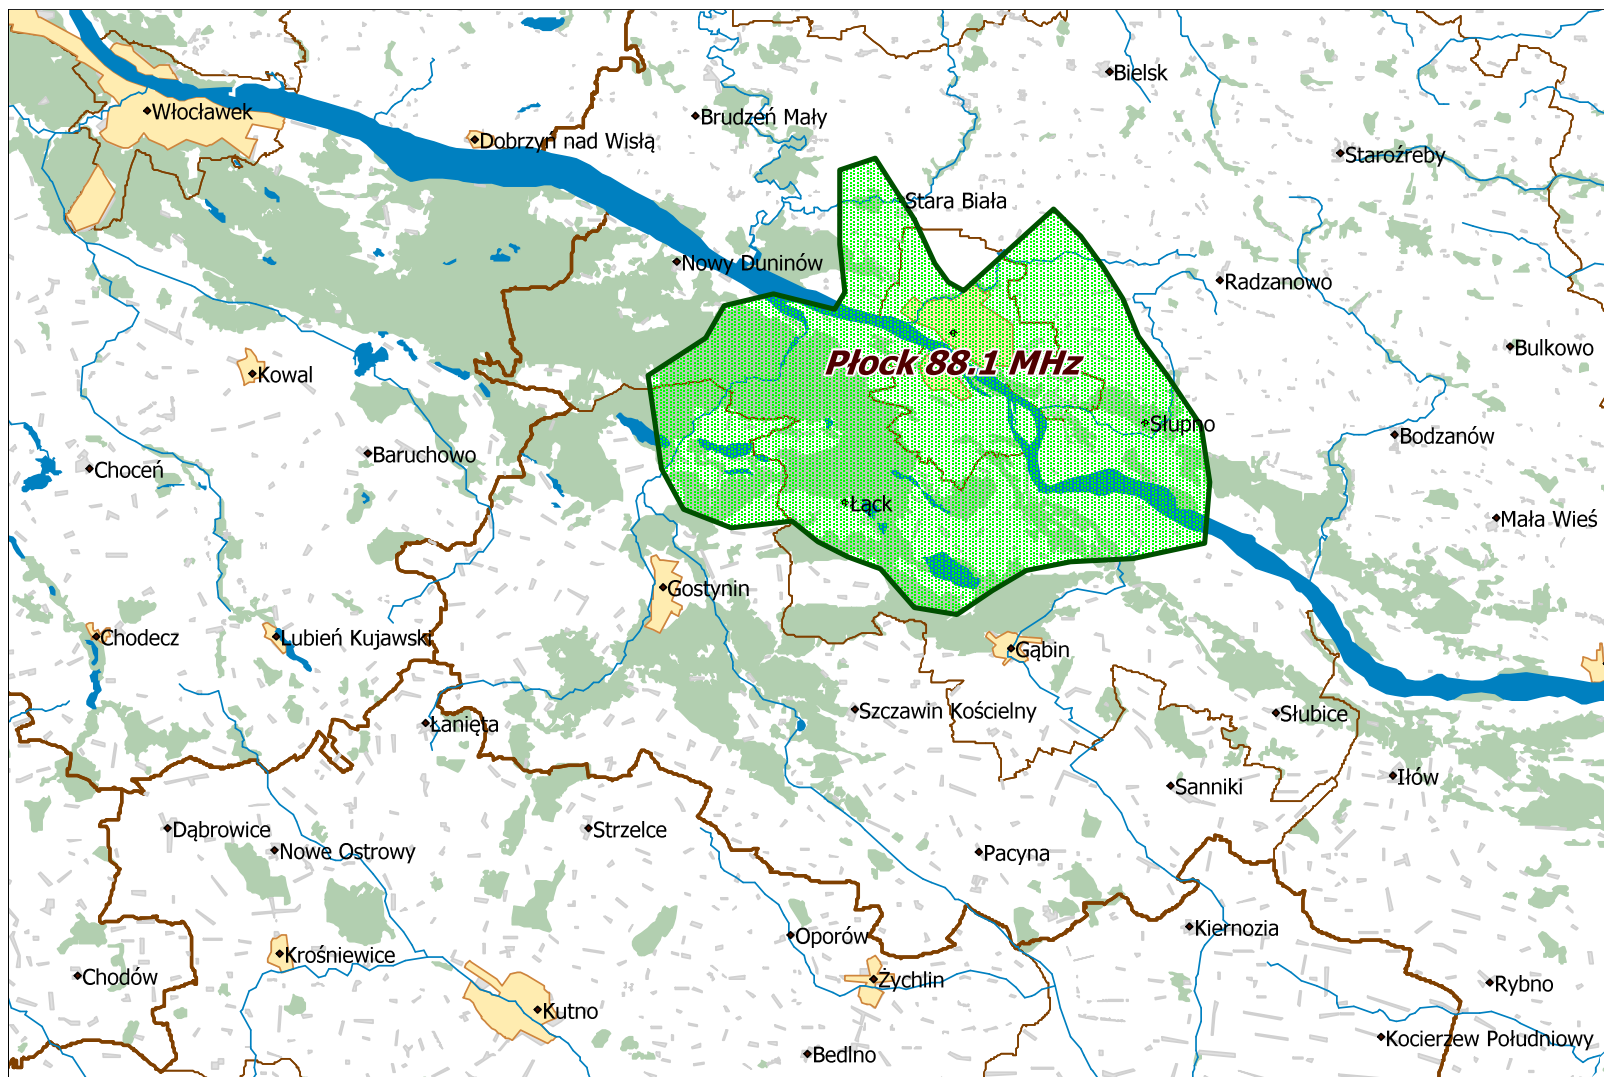 Bielsk
Włocławek
Brudzeń Mały
Dobrzyń nad Wisłą
Staroźreby
Stara Biała
Nowy Duninów
Radzanowo
Bulkowo
Płock 88.1 MHz
Kowal
Słupno
Bodzanów
Baruchowo
Choceń
Łąck
Mała Wieś
Gostynin
Chodecz
Lubień Kujawski
Gąbin
Szczawin Kościelny
Słubice
Łanięta
Iłów
Sanniki
Dąbrowice
Strzelce
Nowe Ostrowy
Pacyna
Kiernozia
Oporów
Krośniewice
Chodów
Żychlin
Rybno
Kutno
Kocierzew Południowy
Bedlno